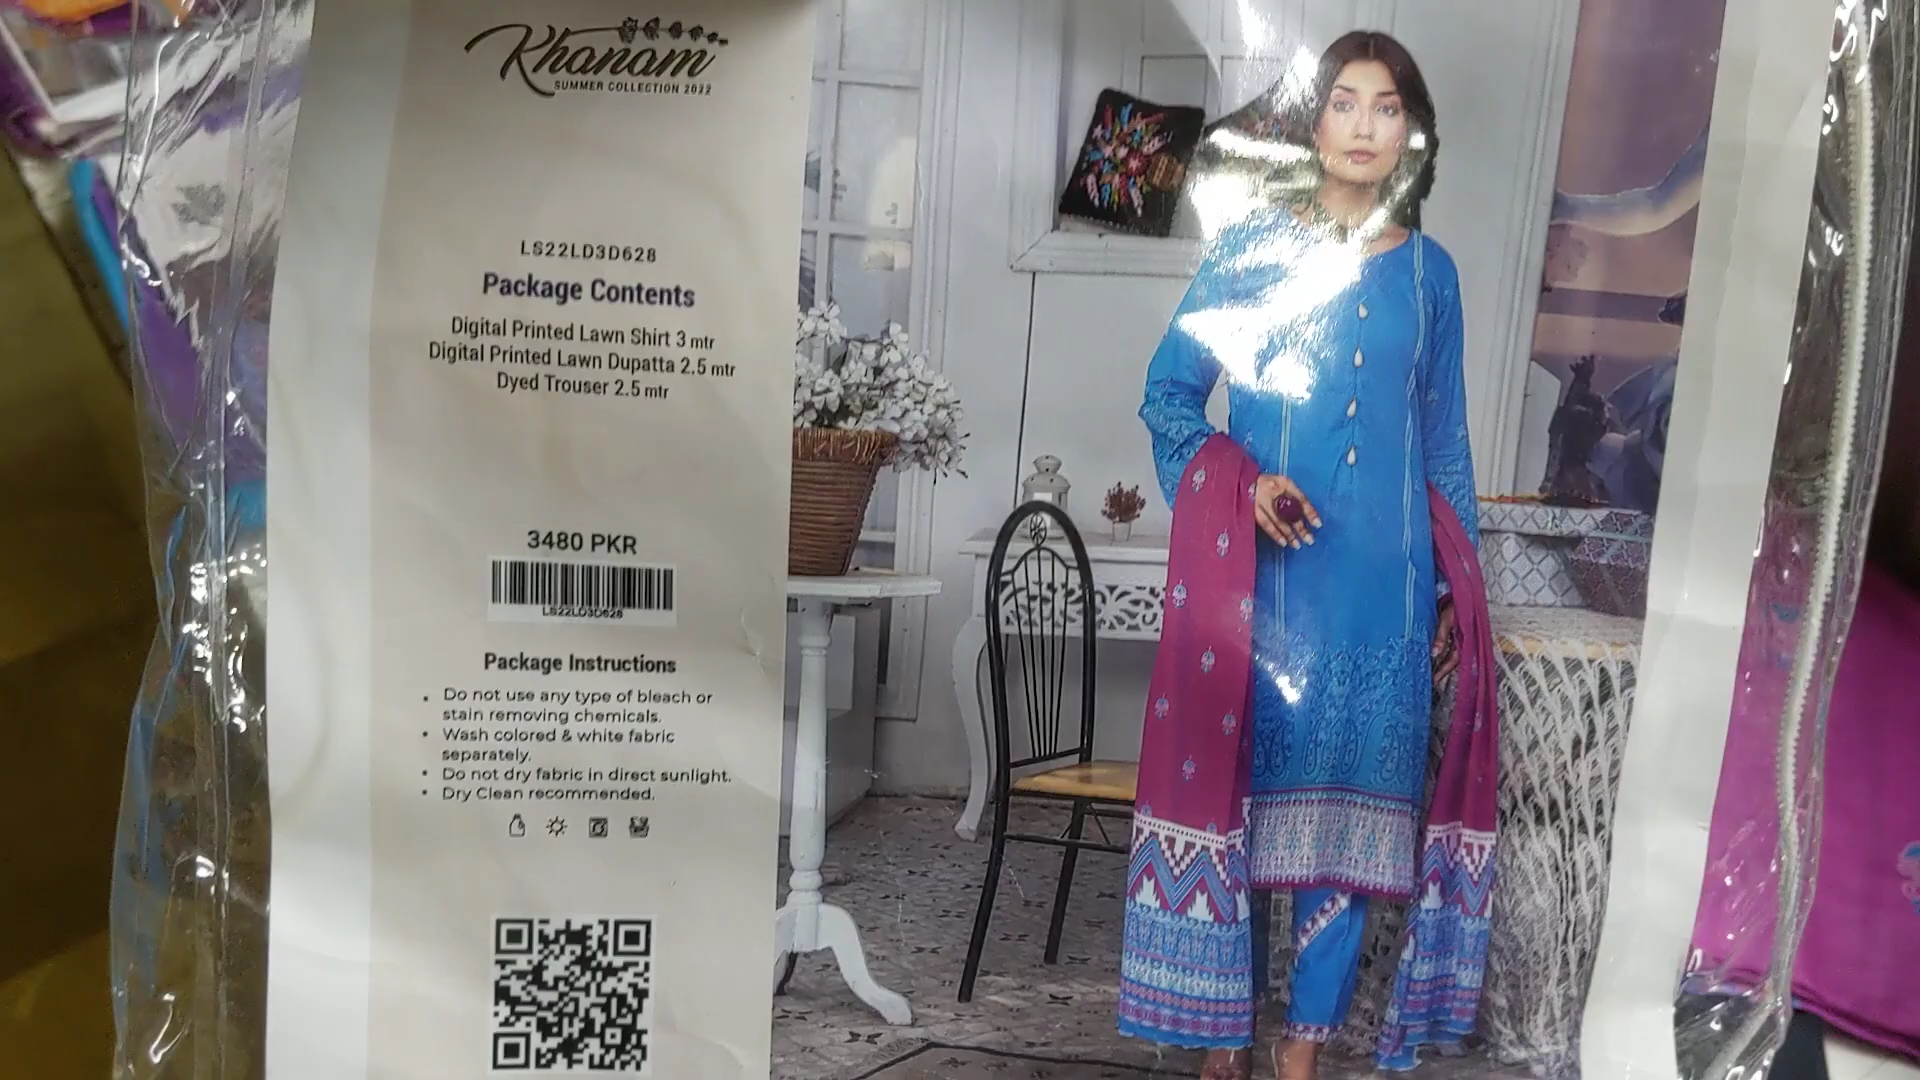 Khanam
SUMMER COLLECTION 2022
LS22LD3D628
Package Contents
Digital Printed Lawn Shirt 3 mtr
Digital Printed Lawn Dupatta 2.5 mtr
Dyed Trouser 2.5 mtr
3480 PKR
LS22LD3D628
Package Instructions
• Do not use any type of bleach or
stain removing chemicals.
• Wash colored & white fabric
separately.
• Do not dry fabric in direct sunlight.
• Dry Clean recommended.